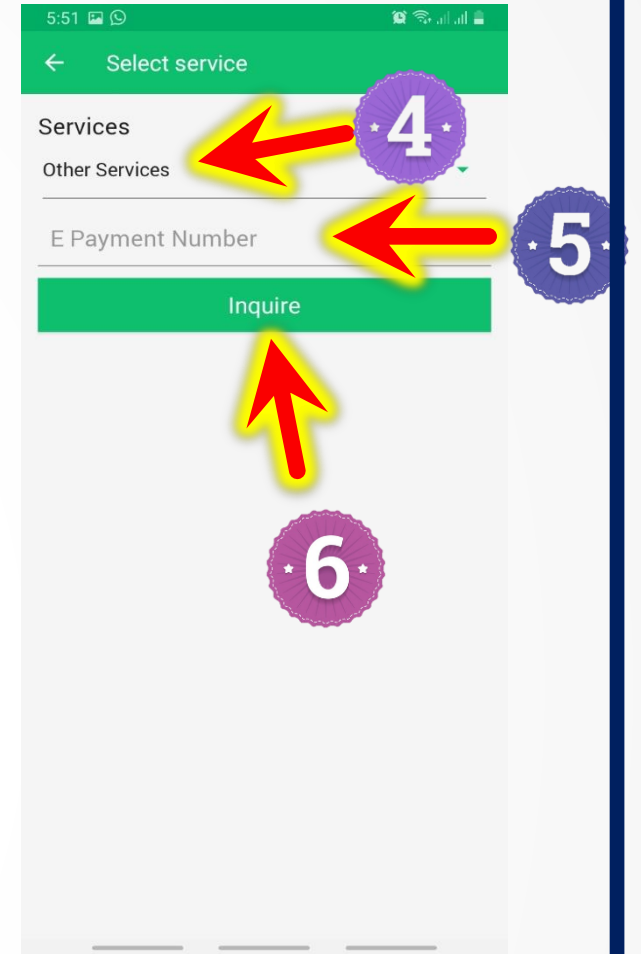 5:51
Select service
Services
4
Other Services
E Payment Number
5
Inquire
6